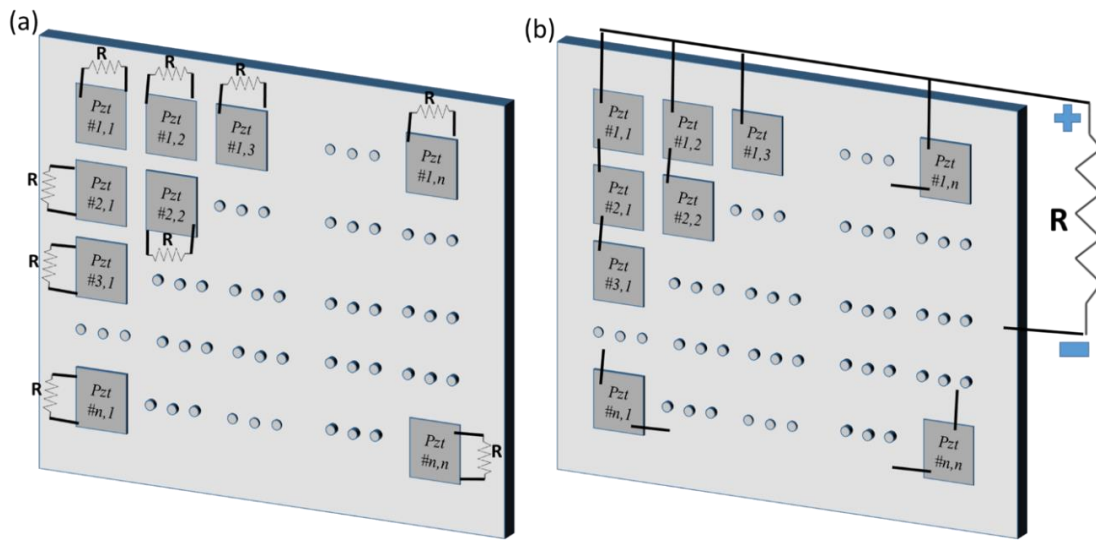 (a)
R
R
R
R
Pzt
#1,1
Pzt
#1,2
Pzt
#1,3
Pzt
#1,n
R
Pzt
#2,1
Pzt
#2,2
R
R
Pzt
#3,1
R
Pzt
#n,1
Pzt
#n,n
R
(b)
Pzt
#1,1
Pzt
#1,2
Pzt
#1,3
Pzt
#1,n
Pzt
#2,1
Pzt
#2,2
R
Pzt
#3,1
Pzt
#n,1
Pzt
#n,n